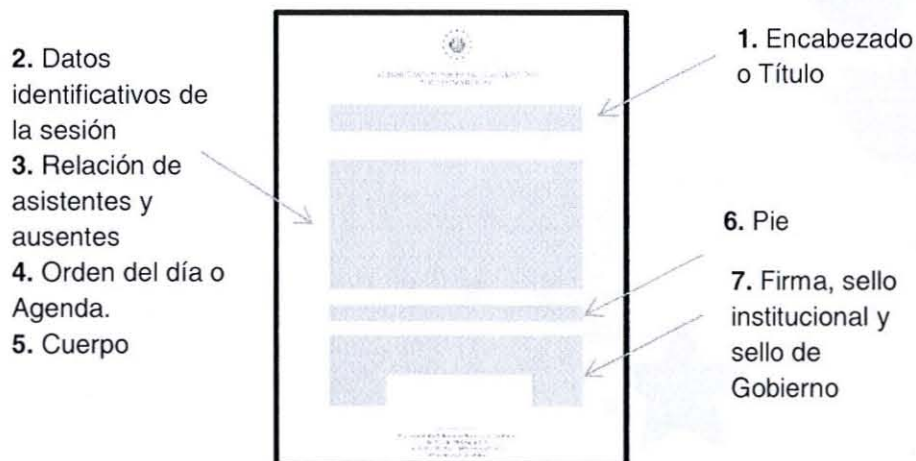 2. Datos
identificativos de
la sesión
3. Relación de
asistentes y
ausentes
4. Orden del día o
Agenda.
5. Cuerpo
1. Encabezado
o Título
6. Pie
7. Firma, sello
institucional y
sello de
Gobierno